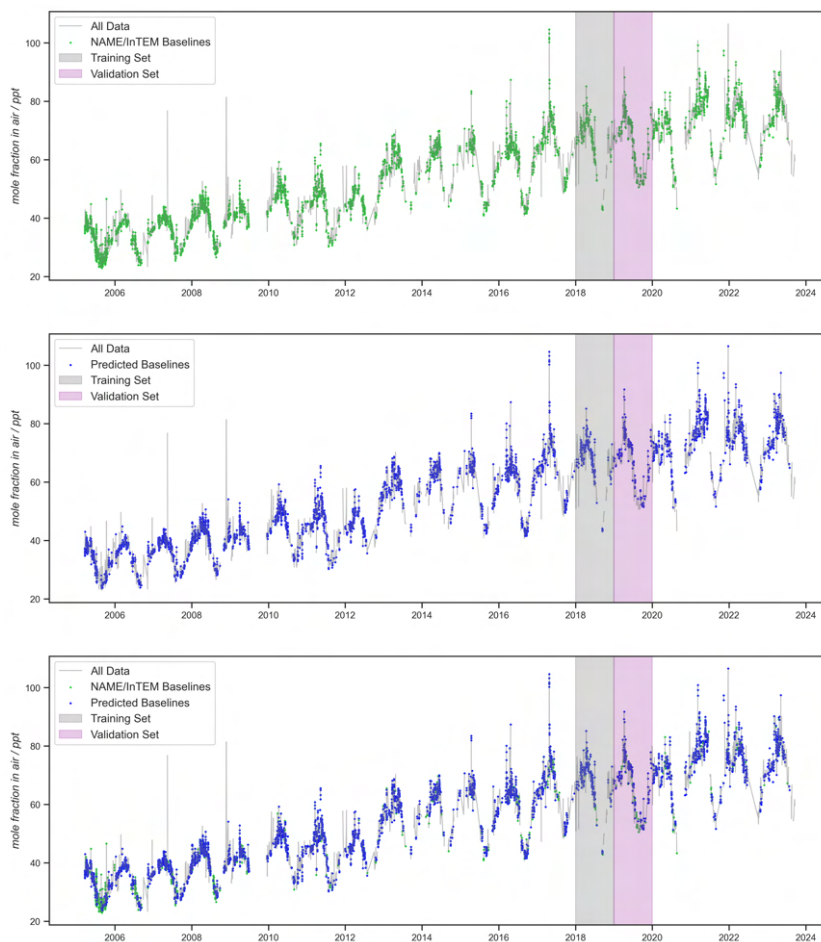 All Data
NAME/InTEM Baselines
Training Set
Validation Set
mole fraction in air / ppt
100
80
60
40
20
2006 2008 2010 2012 2014 2016 2018 2020 2022 2024
All Data
Predicted Baselines
Training Set
Validation Set
mole fraction in air / ppt
100
80
60
40
20
2006 2008 2010 2012 2014 2016 2018 2020 2022 2024
All Data
NAME/InTEM Baselines
Predicted Baselines
Training Set
Validation Set
mole fraction in air / ppt
100
80
60
40
20
2006 2008 2010 2012 2014 2016 2018 2020 2022 2024